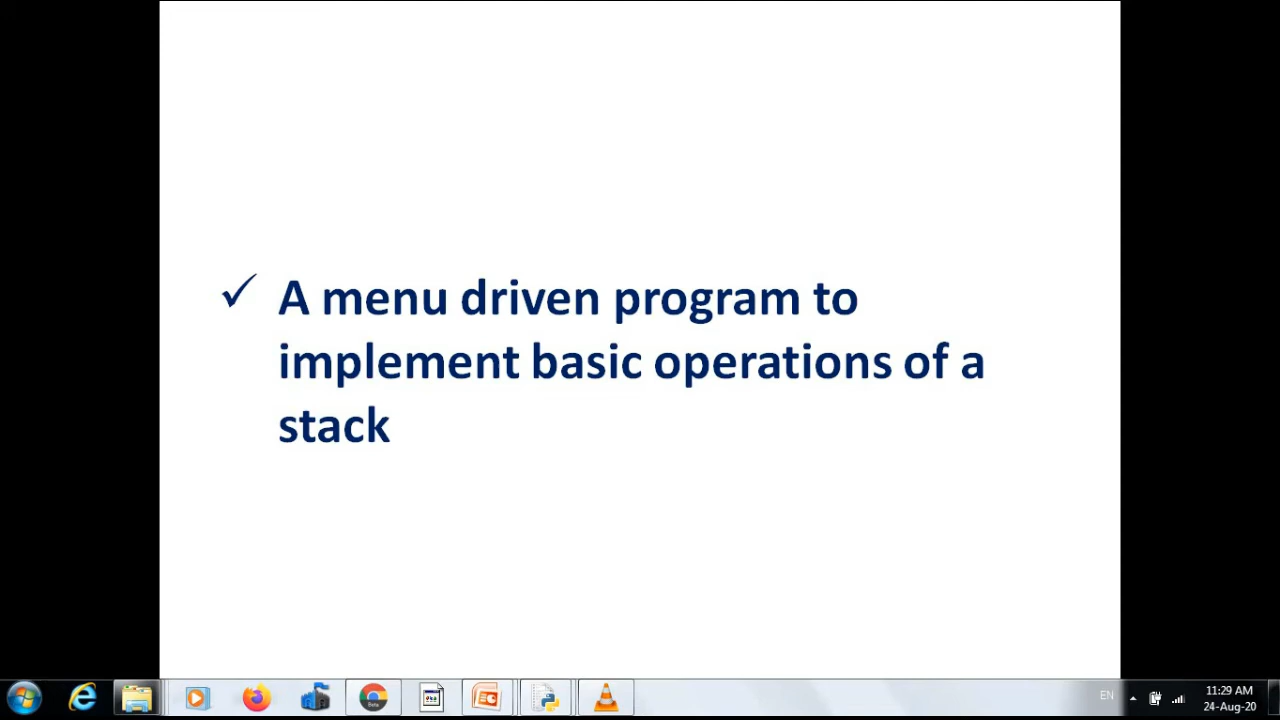 ✓ A menu driven program to
implement basic operations of a
stack
EN
11:29 AM
24-Aug-20